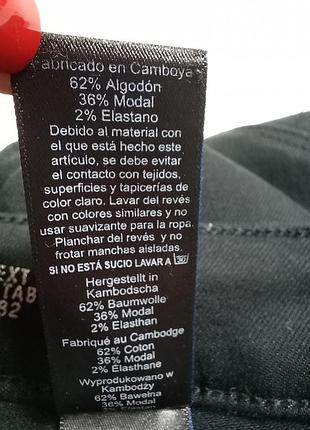 Fabricado en Camboya
62% Algodón
36% Modal
2% Elastano
Debido al material con
el que está hecho este
artículo, se debe evitar
el contacto con tejidos,
superficies y tapicerías de
color claro. Lavar del revés
con colores similares y no
usar suavizante para la ropa.
Planchar del revés y no
frotar manchas aisladas.
SI NO ESTÁ SUCIO LAVAR A 30
Hergestellt in
Kambodscha
62% Baumwolle
36% Modal
2% Elasthan
Fabriqué au Cambodge
62% Coton
36% Modal
2% Elasthane
Wyprodukowano w
Kambodży
62% Bawełna
36% Modal
2% Elastan